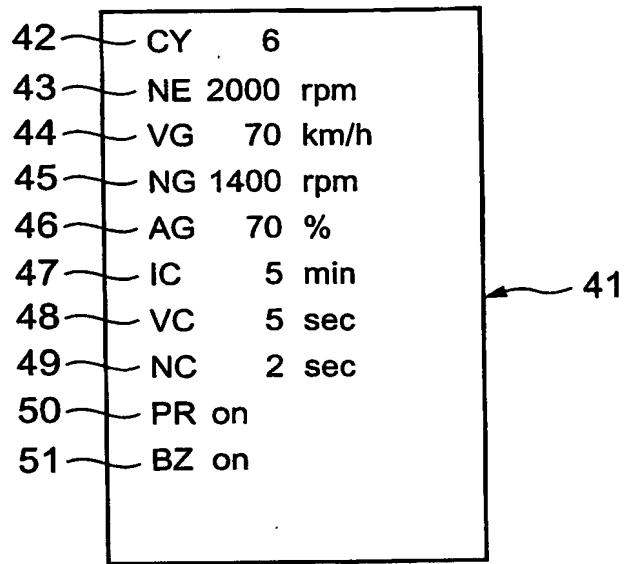 42 CY 6
43 NE 2000 rpm
44 VG 70 km/h
45 NG 1400 rpm
46 AG 70 %
47 IC 5 min
48 VC 5 sec
49 NC 2 sec
50 PR on
51 BZ on
41